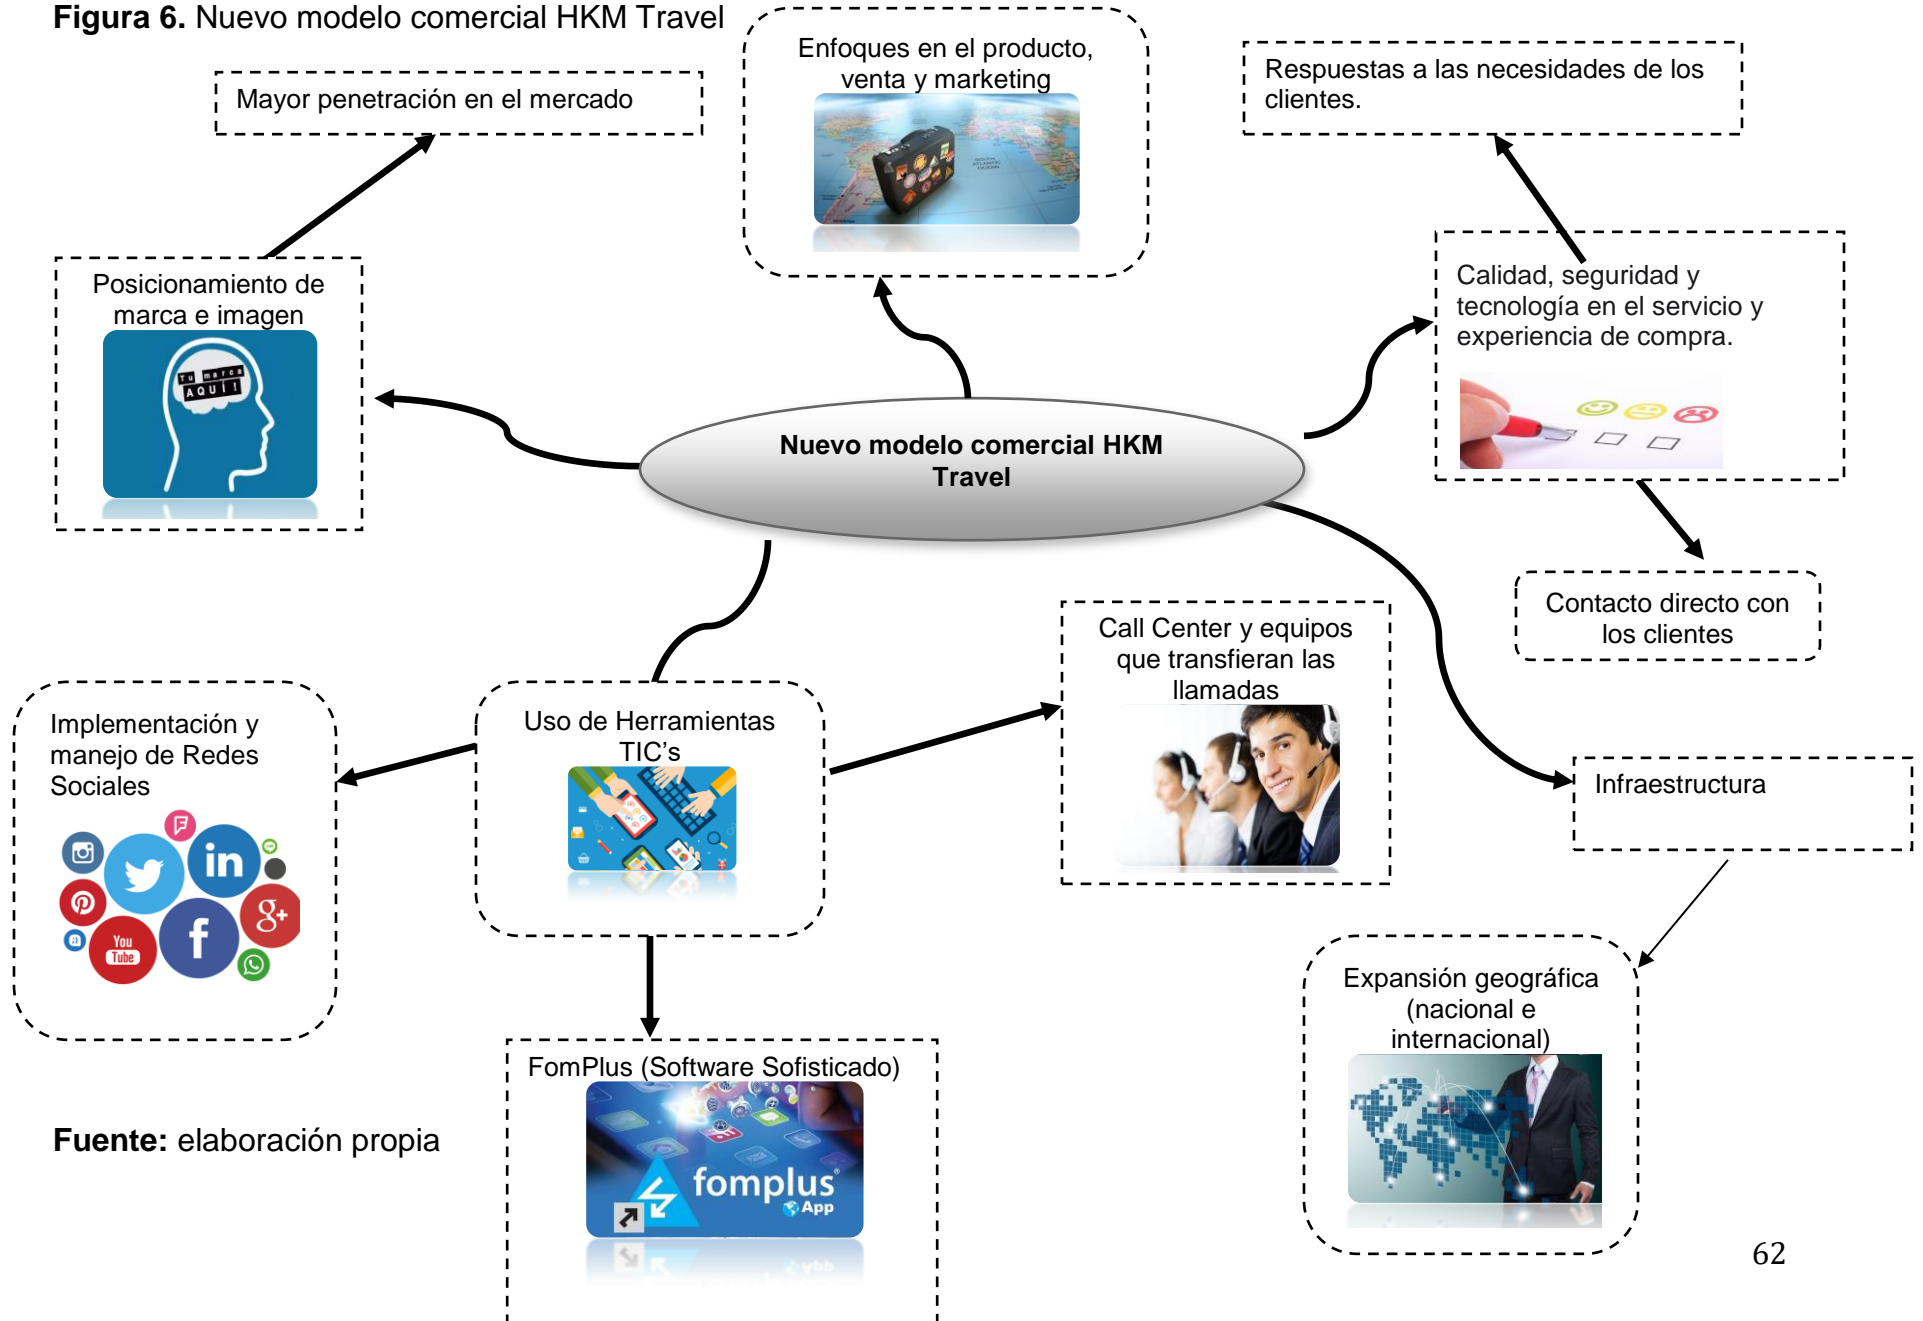 Figura 6. Nuevo modelo comercial HKM Travel
Enfoques en el producto,
venta y marketing
Mayor penetración en el mercado
Respuestas a las necesidades de los
clientes.
SOUTH
ATLANTIC
OCEAN
Posicionamiento de
marca e imagen
Tu marca
AQUÍ!
Calidad, seguridad y
tecnología en el servicio y
experiencia de compra.
Nuevo modelo comercial HKM
Travel
Contacto directo con
los clientes
Call Center y equipos
que transfieran las
llamadas
Implementación y
manejo de Redes
Sociales
in
g+
You
Tube
f
Uso de Herramientas
TIC's
Infraestructura
Expansión geográfica
(nacional e
internacional)
FomPlus (Software Sofisticado)
fomplus®
App
Fuente: elaboración propia
62